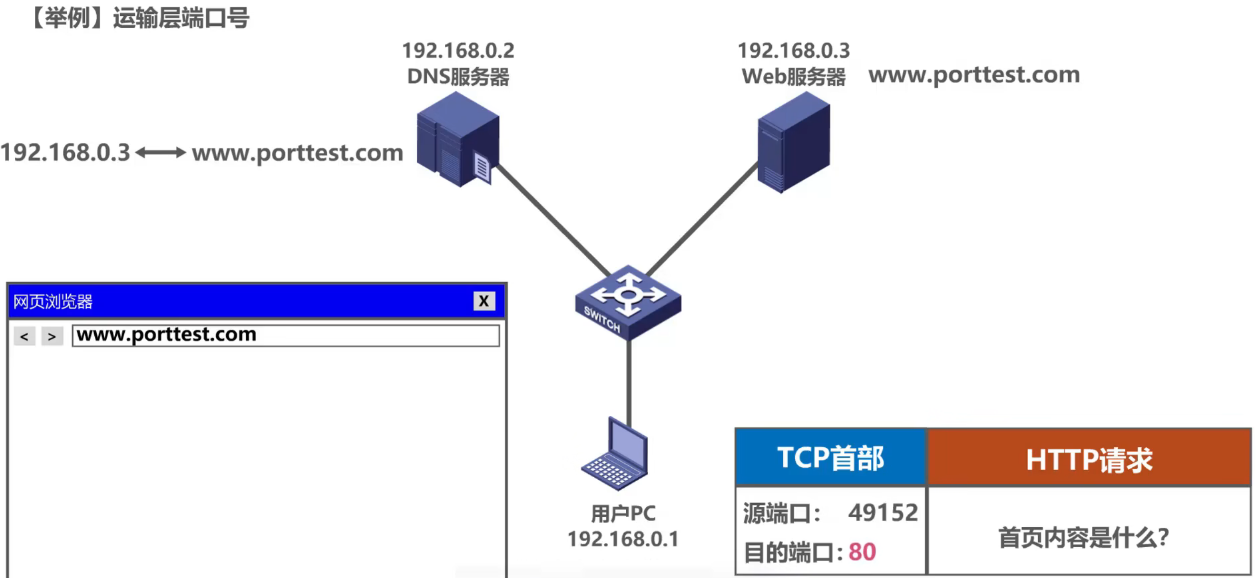 【举例】运输层端口号
192.168.0.2
DNS服务器
192.168.0.3
Web服务器
www.porttest.com
192.168.0.3
www.porttest.com
网页浏览器
X
<
>
www.porttest.com
SWITCH
用户PC
192.168.0.1
TCP首部
HTTP请求
源端口： 49152
目的端口：80
首页内容是什么？